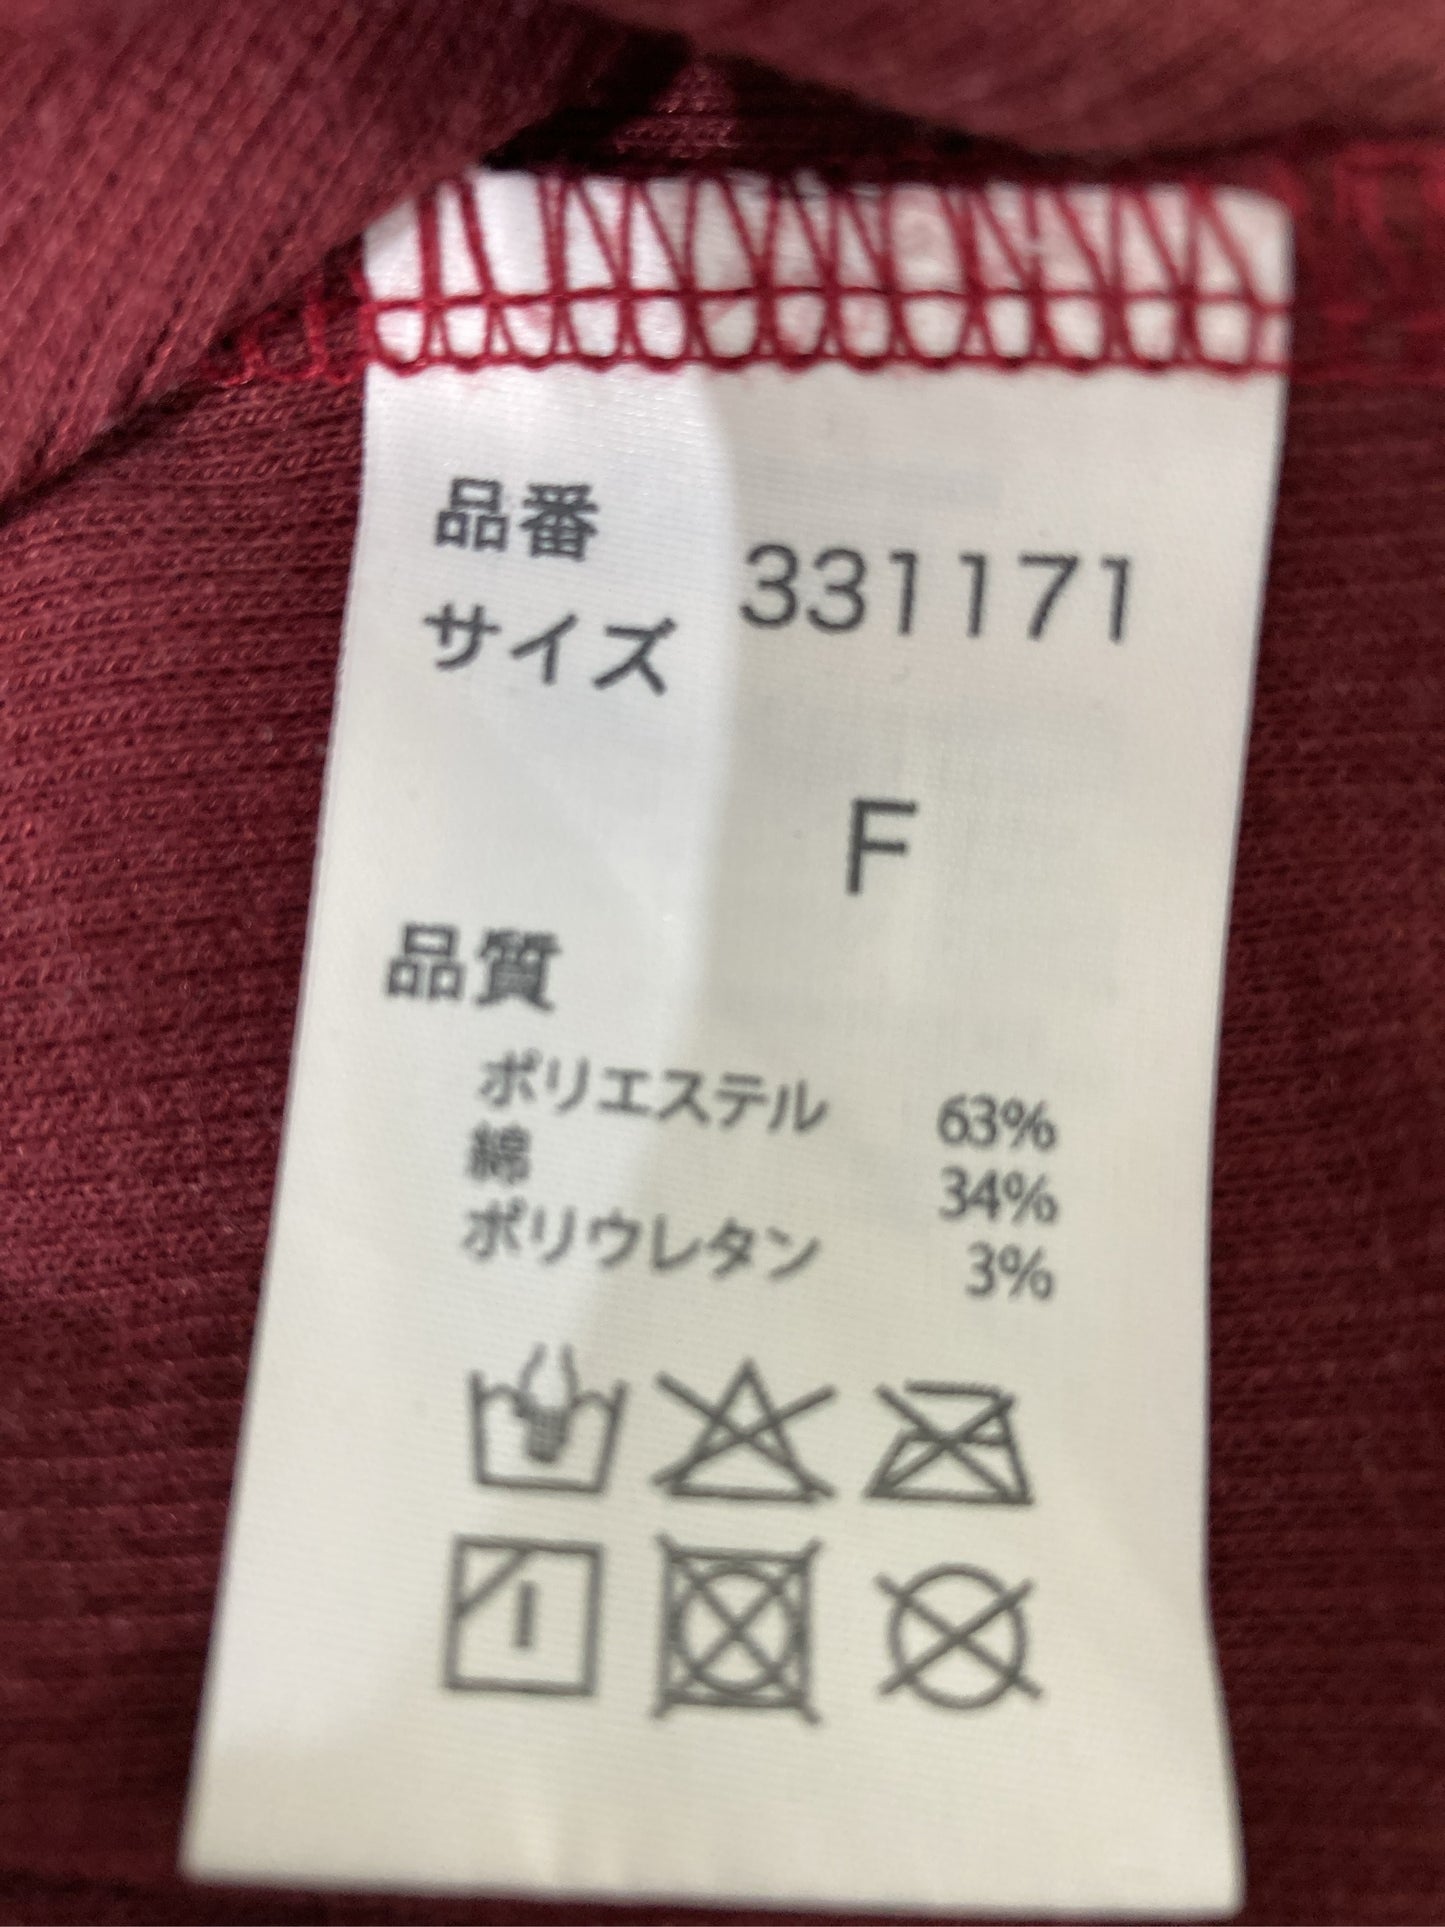 品番 331171
サイズ
F
品質
ポリエステル 63%
綿 34%
ポリウレタン 3%